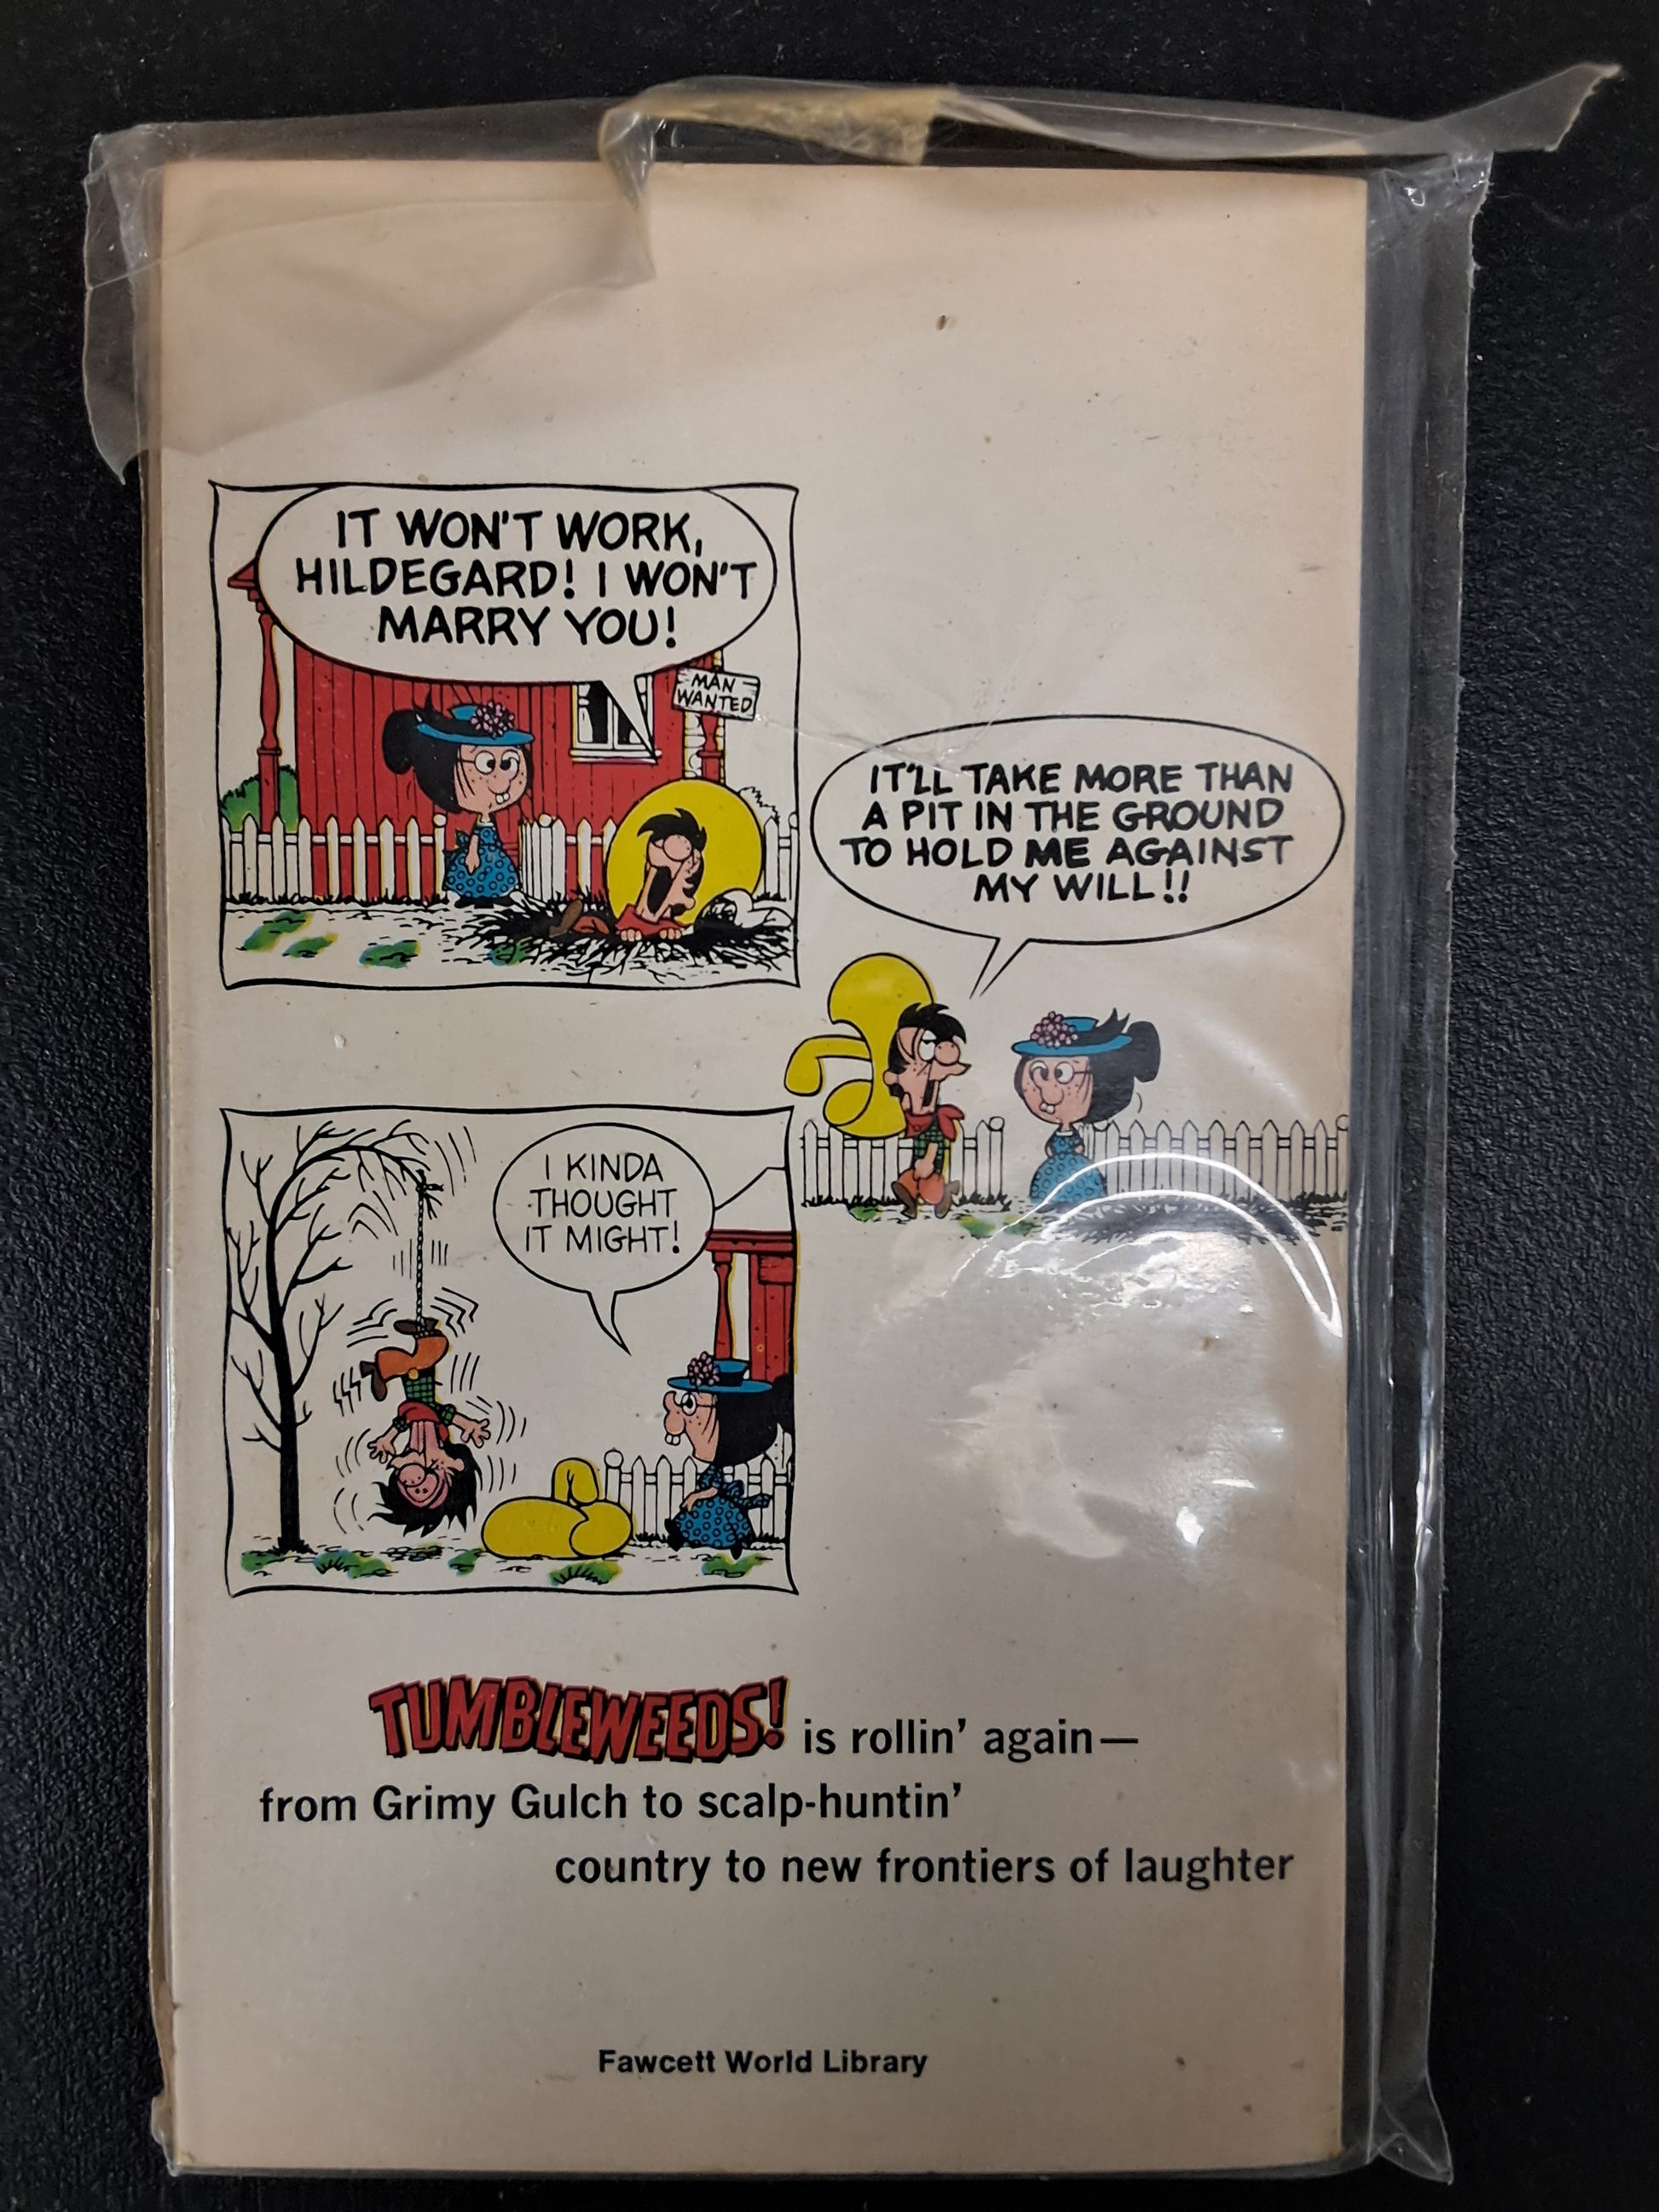 IT WON'T WORK,
HILDEGARD! I WON'T
MARRY YOU!
MAN
WANTED
IT'LL TAKE MORE THAN
A PIT IN THE GROUND
TO HOLD ME AGAINST
MY WILL!!
I KINDA
THOUGHT
IT MIGHT!
TUMBLEWEEDS! is rollin' again—
from Grimy Gulch to scalp-huntin'
country to new frontiers of laughter
Fawcett World Library